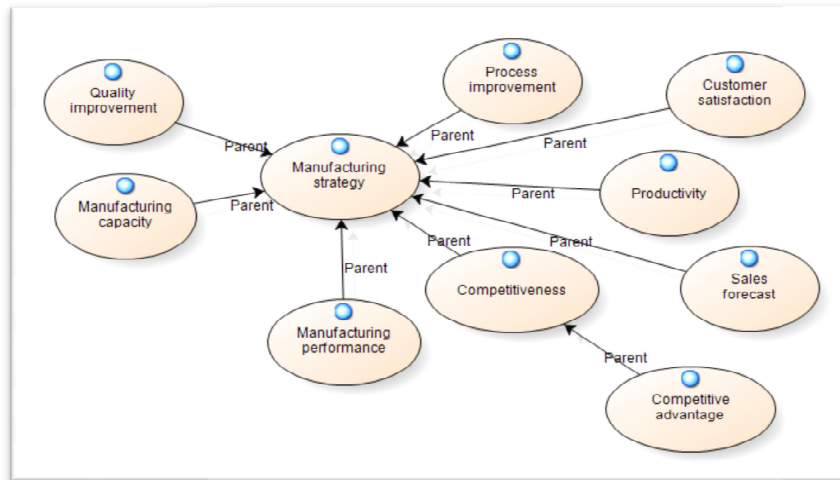 Quality
improvement
Process
improvement
Customer
satisfaction
Parent
Parent
Parent
Manufacturing
strategy
Manufacturing
capacity
Parent
Parent
Productivity
Parent
Parent
Parent
Competitiveness
Sales
forecast
Manufacturing
performance
Parent
Competitive
advantage